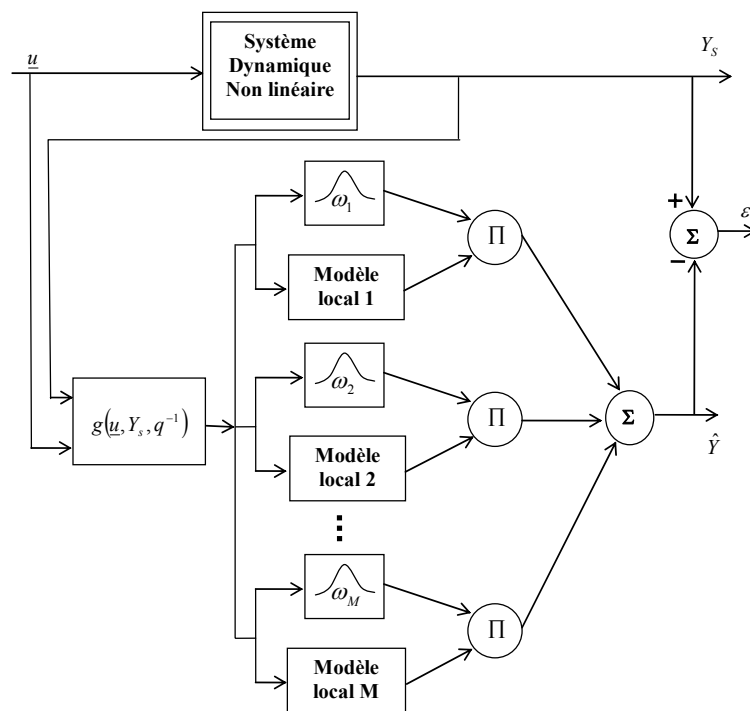 u
Système
Dynamique
Non linéaire
Y_S
ω_1
Π
+
Σ
−
ε
Modèle
local 1
g(u, Y_s, q^{-1})
ω_2
Π
Σ
Ŷ
Modèle
local 2
⋮
ω_M
Π
Modèle
local M